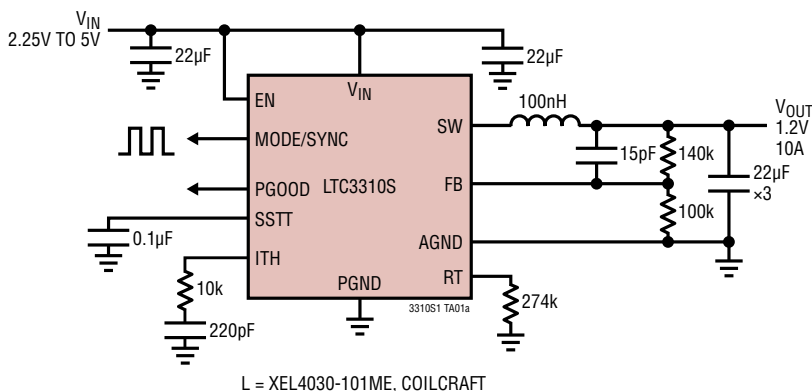 VIN
2.25V TO 5V
22µF
22µF
VIN
EN
MODE/SYNC
PGOOD
LTC3310S
SSTT
ITH
PGND
SW
FB
AGND
RT
100nH
VOUT
1.2V
10A
15pF
140k
22µF
×3
100k
0.1µF
10k
220pF
274k
3310S1 TA01a
L = XEL4030-101ME, COILCRAFT